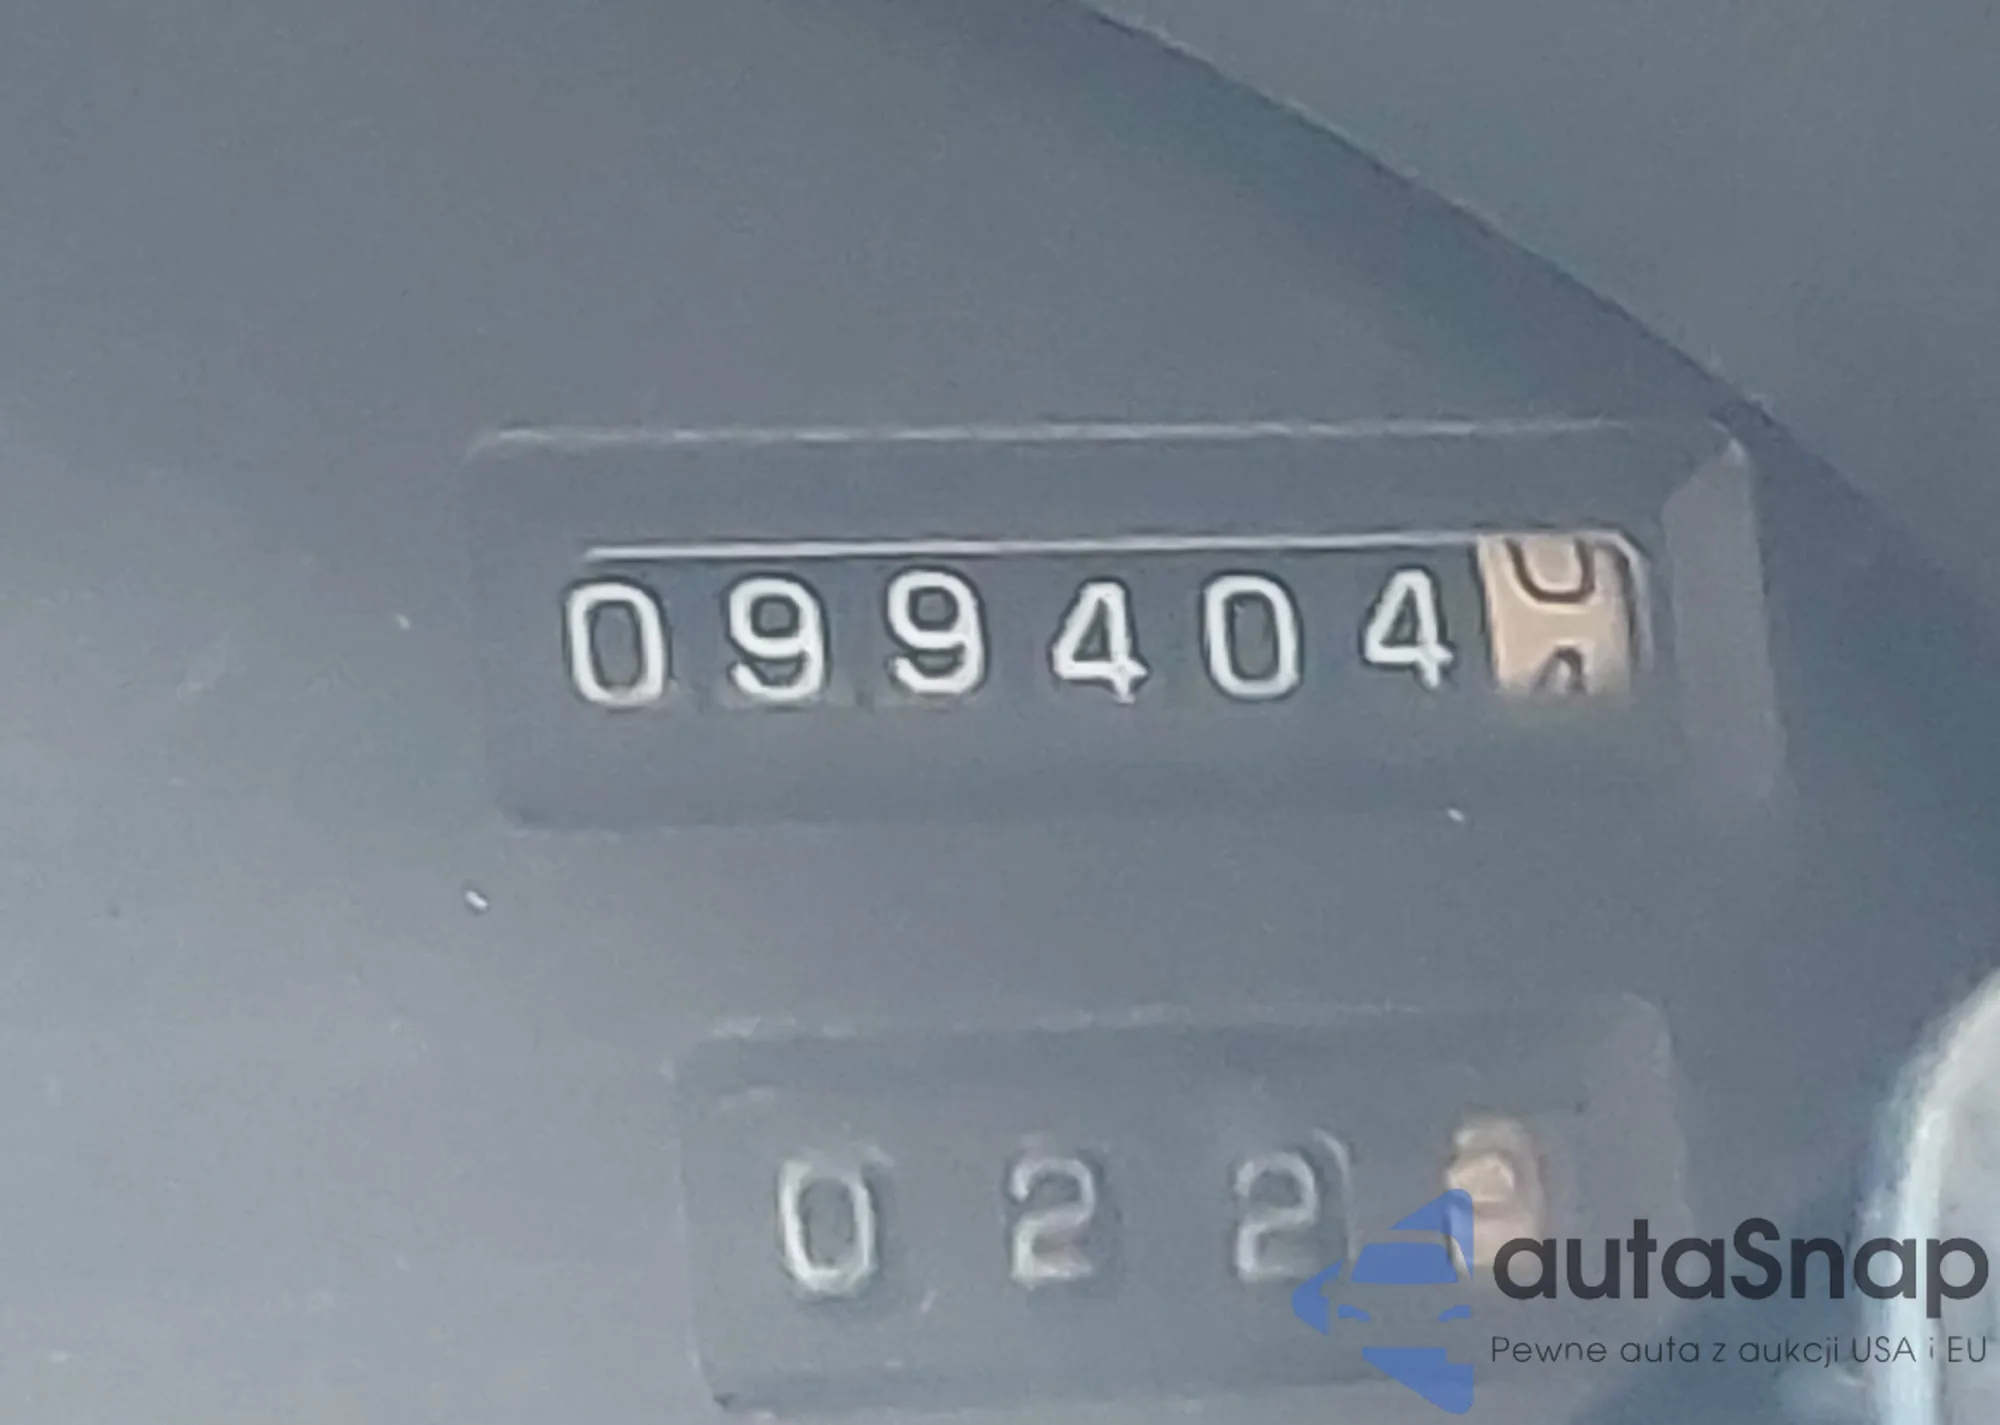 099404
022
autaSnap
Pewne auta z aukcji USA i EU